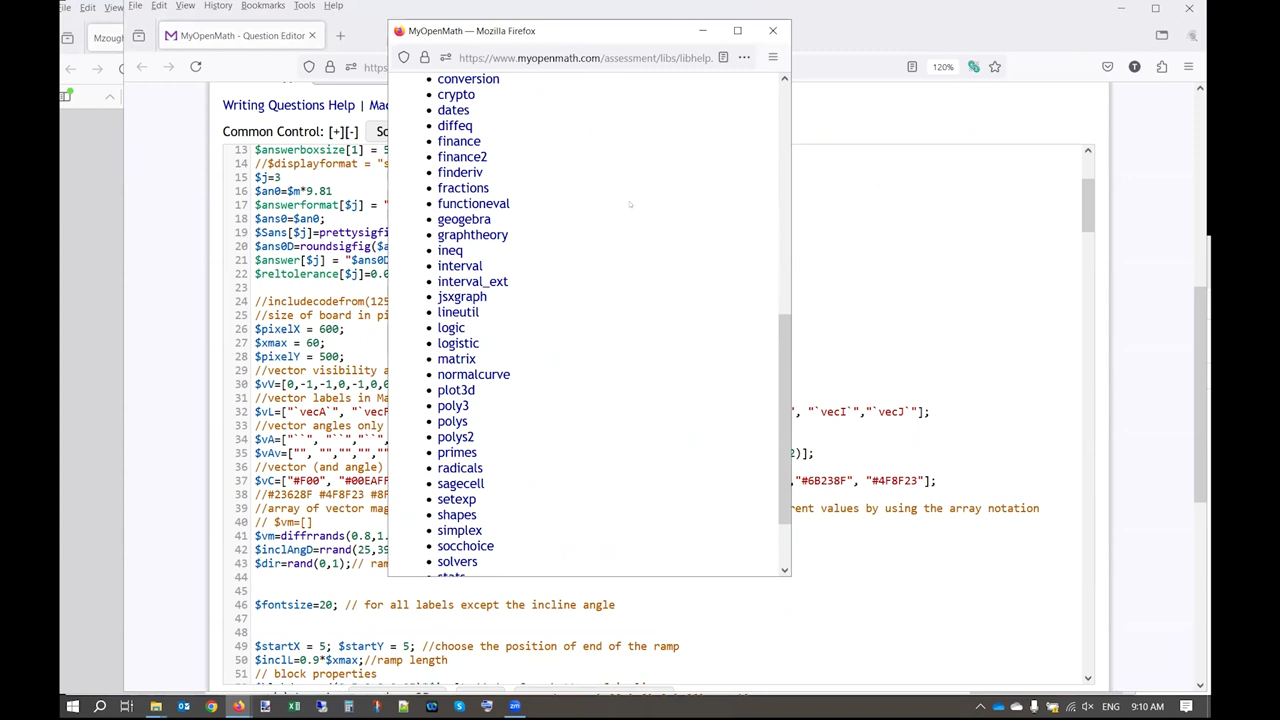 File Edit View History Bookmarks Tools Help
File Edit View
MyOpenMath - Question Editor
Mzough
MyOpenMath — Mozilla Firefox
https://www.myopenmath.com/assessment/libs/libhelp.
https:
120%
Writing Questions Help | Mac
Common Control: [+][-] So
conversion
crypto
dates
diffeq
finance
finance2
finderiv
fractions
functioneval
geogebra
graphtheory
ineq
interval
interval_ext
jsxgraph
lineutil
logic
logistic
matrix
normalcurve
plot3d
poly3
polys
polys2
primes
radicals
sagecell
setexp
shapes
simplex
socchoice
solvers
stats
13 $answerboxsize[1] = 5
14 //$displayformat = "s
15 $j=3
16 $an0=$m*9.81
17 $answerformat[$j] = "
18 $ans0=$an0;
19 $Sans[$j]=prettysigfi
20 $ans0D=roundsigfig($a
21 $answer[$j] = "$ans0D
22 $reltolerance[$j]=0.0
23
24 //includecodefrom(125
25 //size of board in pi
26 $pixelX = 600;
27 $xmax = 60;
28 $pixelY = 500;
29 //vector visibility a
30 $vV=[0,-1,-1,0,-1,0,0
31 //vector labels in Ma
32 $vL=["`vecA`", "`vecF ", "`vecI`","`vecJ`"];
33 //vector angles only
34 $vA=["``", "``","``",
35 $vAv=["", "","","","" 2)];
36 //vector (and angle)
37 $vC=["#F00", "#00EAFF ,"#6B238F", "#4F8F23"];
38 //#23628F #4F8F23 #8F
39 //array of vector mag rent values by using the array notation
40 // $vm=[]
41 $vm=diffrrands(0.8,1.
42 $inclAngD=rrand(25,39
43 $dir=rand(0,1);// ram
44
45
46 $fontsize=20; // for all labels except the incline angle
47
48
49 $startX = 5; $startY = 5; //choose the position of end of the ramp
50 $inclL=0.9*$xmax;//ramp length
51 // block properties
9:10 AM